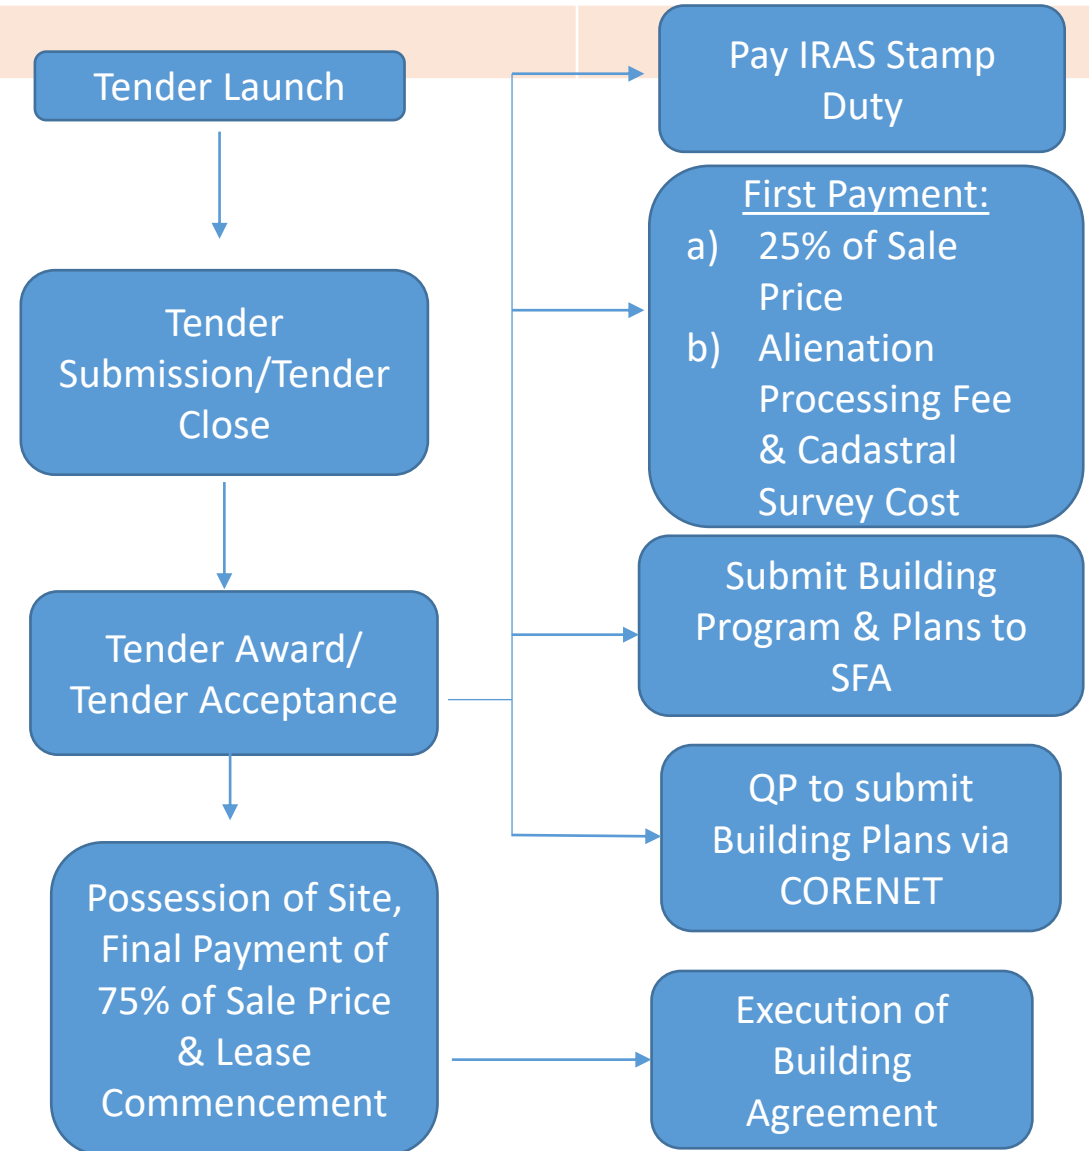 Tender Launch
Tender
Submission/Tender
Close
Tender Award/
Tender Acceptance
Possession of Site,
Final Payment of
75% of Sale Price
& Lease
Commencement
Pay IRAS Stamp
Duty
First Payment:
a) 25% of Sale
Price
b) Alienation
Processing Fee
& Cadastral
Survey Cost
Submit Building
Program & Plans to
SFA
QP to submit
Building Plans via
CORENET
Execution of
Building
Agreement